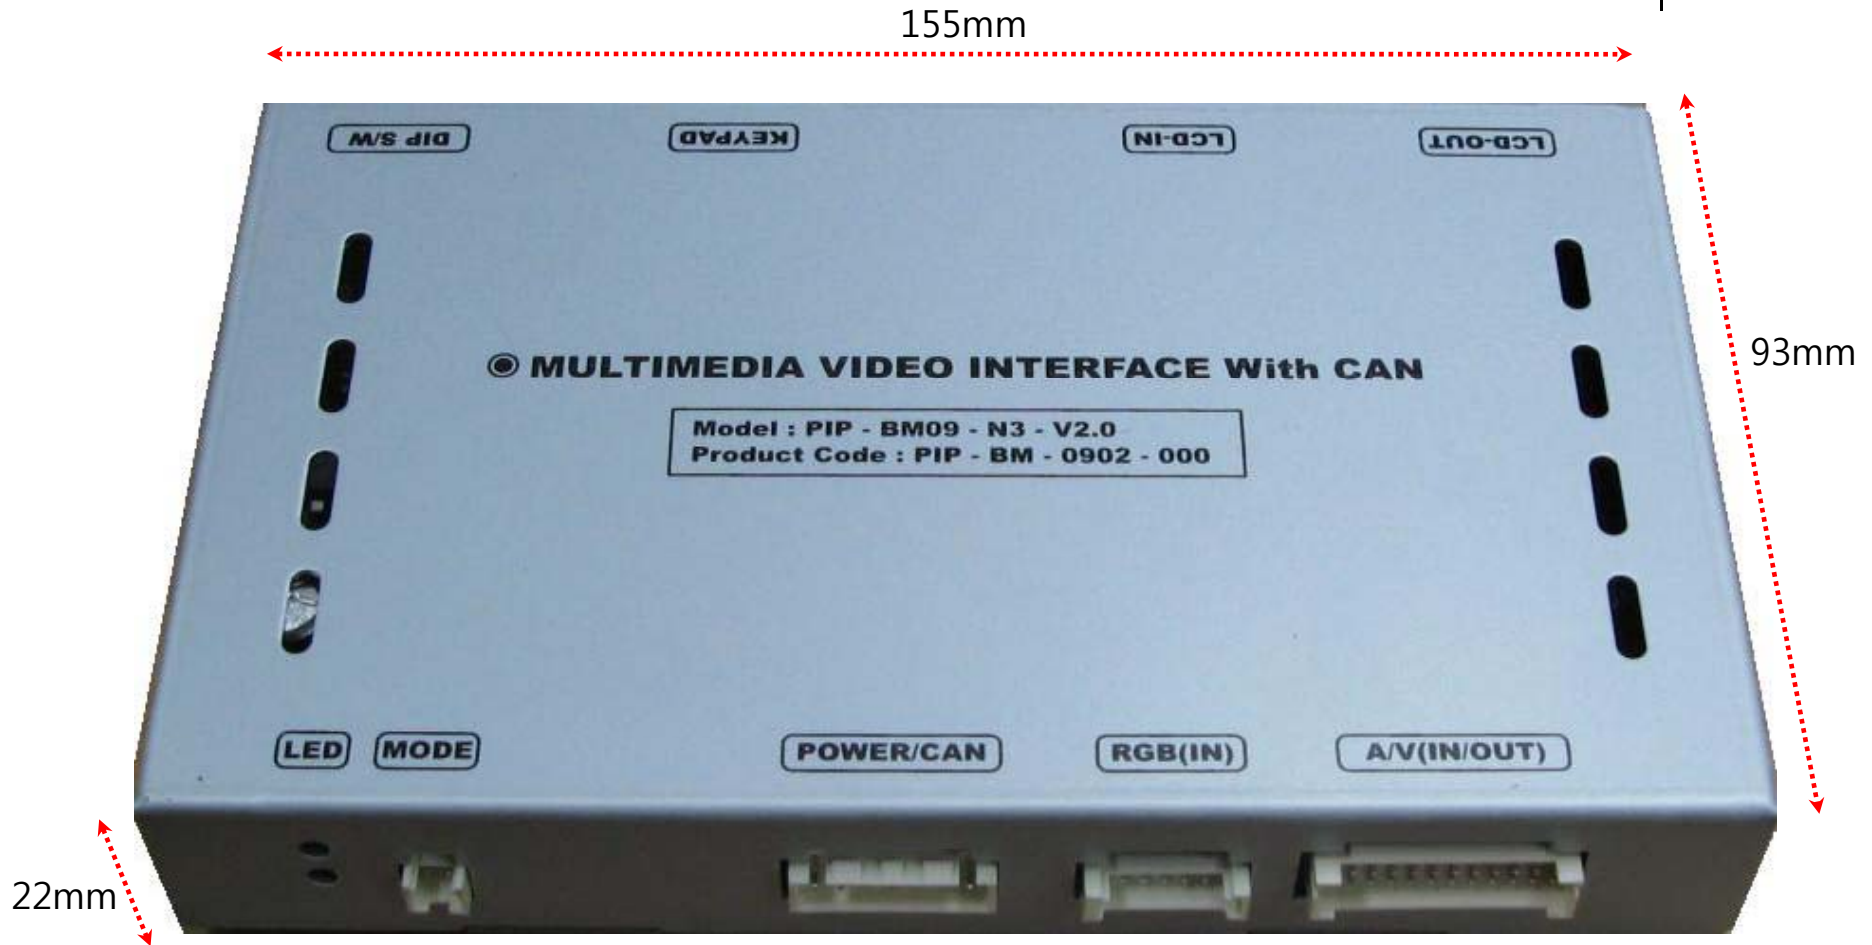 155mm
DIP S/W
KEYPAD
LCD-IN
LCD-OUT
MULTIMEDIA VIDEO INTERFACE With CAN
93mm
Model : PIP - BM09 - N3 - V2.0
Product Code : PIP - BM - 0902 - 000
LED
MODE
POWER/CAN
RGB(IN)
A/V(IN/OUT)
22mm